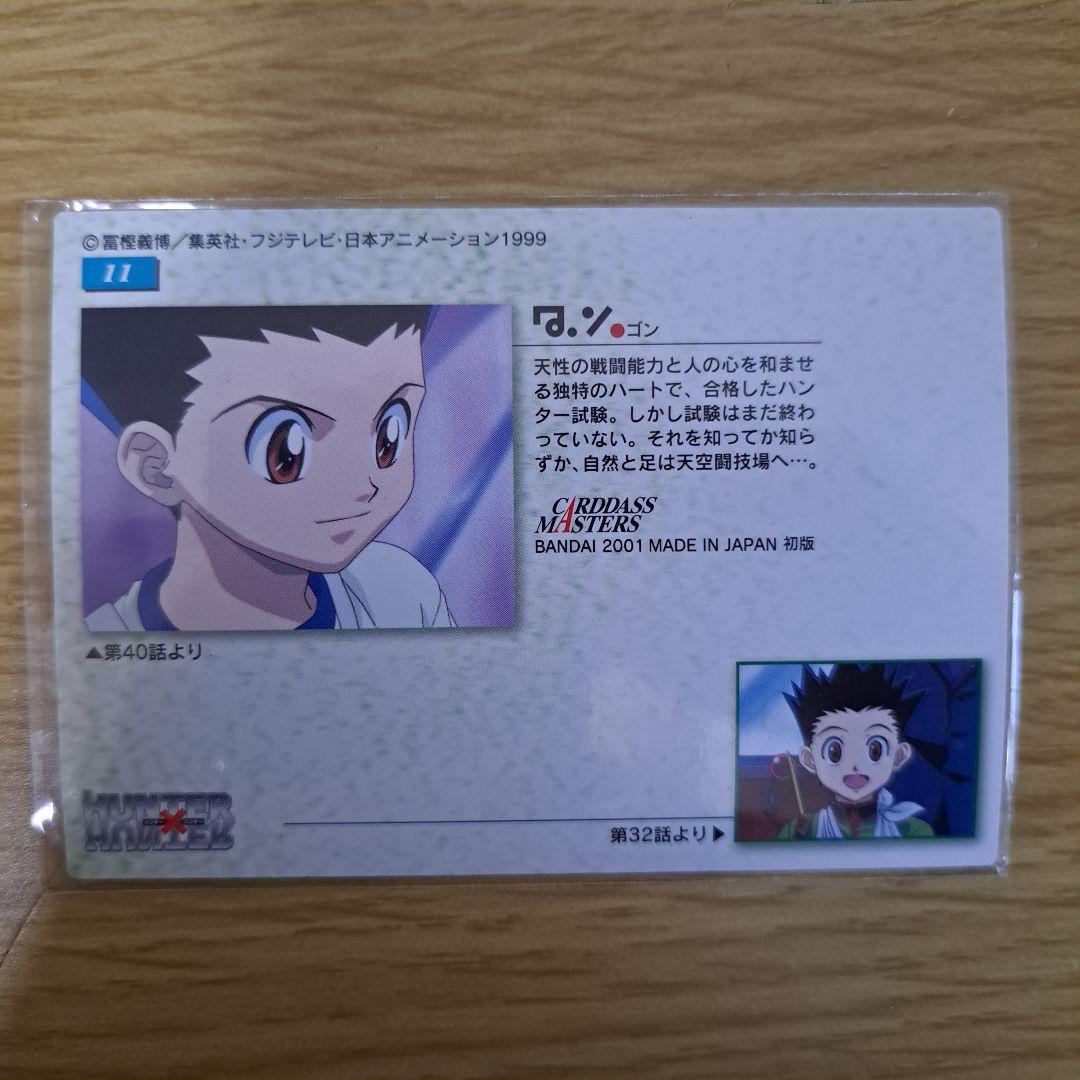 ©冨樫義博／集英社・フジテレビ・日本アニメーション1999
11
ゴン
天性の戦闘能力と人の心を和ませ
る独特のハートで、合格したハン
ター試験。しかし試験はまだ終わ
っていない。それを知ってか知ら
ずか、自然と足は天空闘技場へ…。
CARDDASS
MASTERS
BANDAI 2001 MADE IN JAPAN 初版
▲第40話より
HUNTER
×
HUNTER
第32話より▶